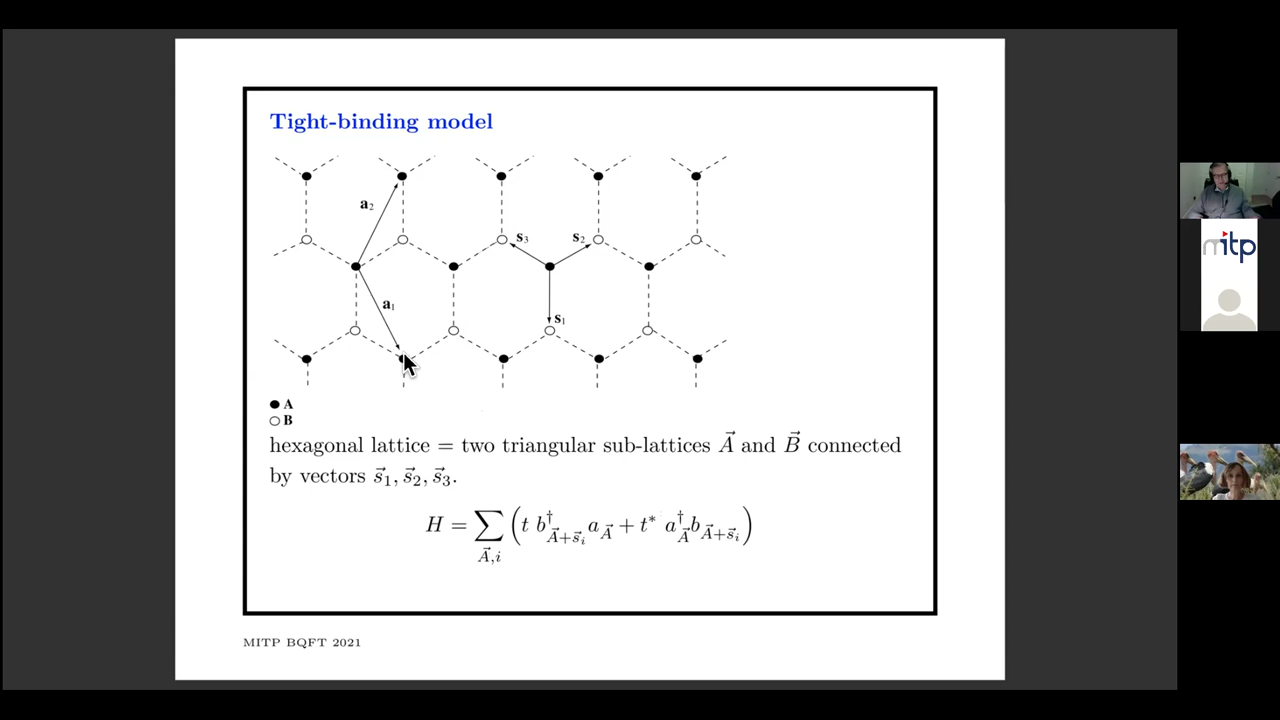 Tight-binding model
a₂
s₃
s₂
a₁
s₁
A
B
hexagonal lattice = two triangular sub-lattices A⃗ and B⃗ connected
by vectors s⃗₁, s⃗₂, s⃗₃.
H = ∑_{A⃗,i} ( t b†_{A⃗+s⃗ᵢ} a_{A⃗} + t* a†_{A⃗} b_{A⃗+s⃗ᵢ} )
MITP BQFT 2021
mitp